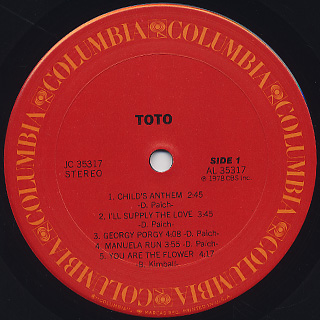 COLUMBIA COLUMBIA COLUMBIA COLUMBIA COLUMBIA COLUMBIA
TOTO
JC 35317
STEREO
SIDE 1
AL 35317
℗ 1978 CBS Inc.
1. CHILD'S ANTHEM 2:45
-D. Paich-
2. I'LL SUPPLY THE LOVE 3:45
-D. Paich-
3. GEORGY PORGY 4:08 -D. Paich-
4. MANUELA RUN 3:55 -D. Paich-
5. YOU ARE THE FLOWER 4:17
-B. Kimball-